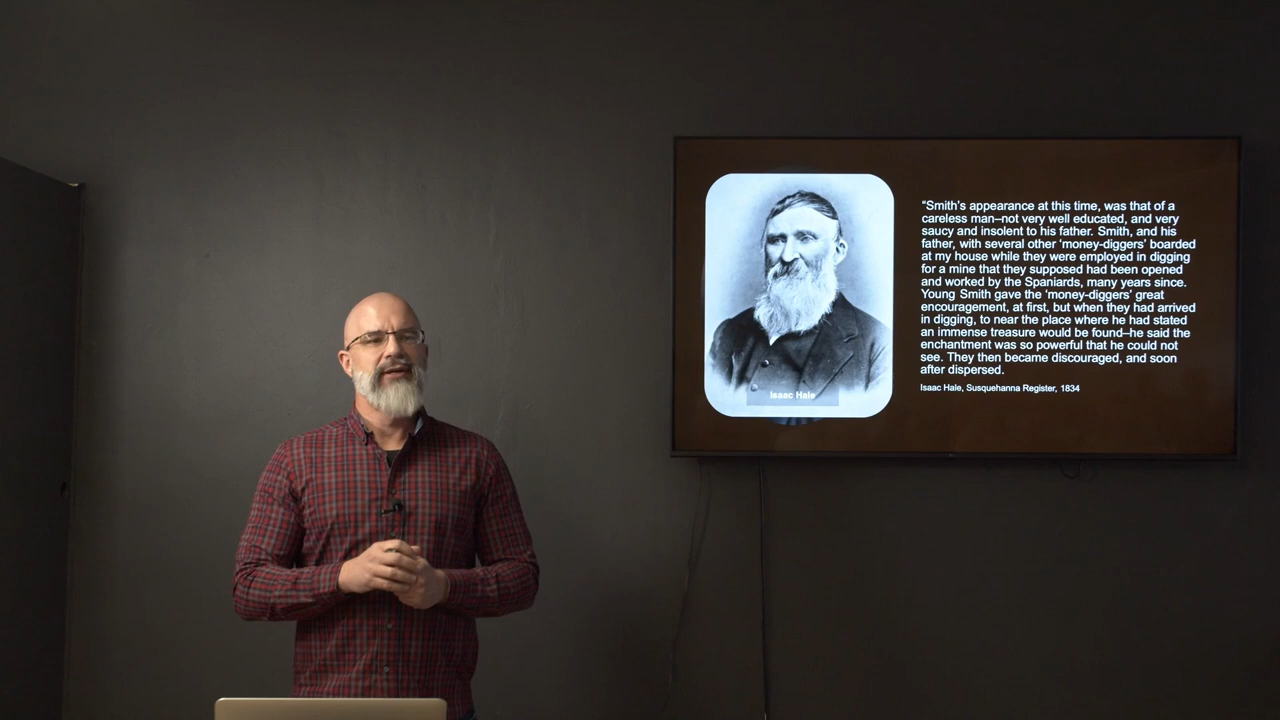 Isaac Hale
“Smith’s appearance at this time, was that of a
careless man–not very well educated, and very
saucy and insolent to his father. Smith, and his
father, with several other ‘money-diggers’ boarded
at my house while they were employed in digging
for a mine that they supposed had been opened
and worked by the Spaniards, many years since.
Young Smith gave the ‘money-diggers’ great
encouragement, at first, but when they had arrived
in digging, to near the place where he had stated
an immense treasure would be found–he said the
enchantment was so powerful that he could not
see. They then became discouraged, and soon
after dispersed.
Isaac Hale, Susquehanna Register, 1834